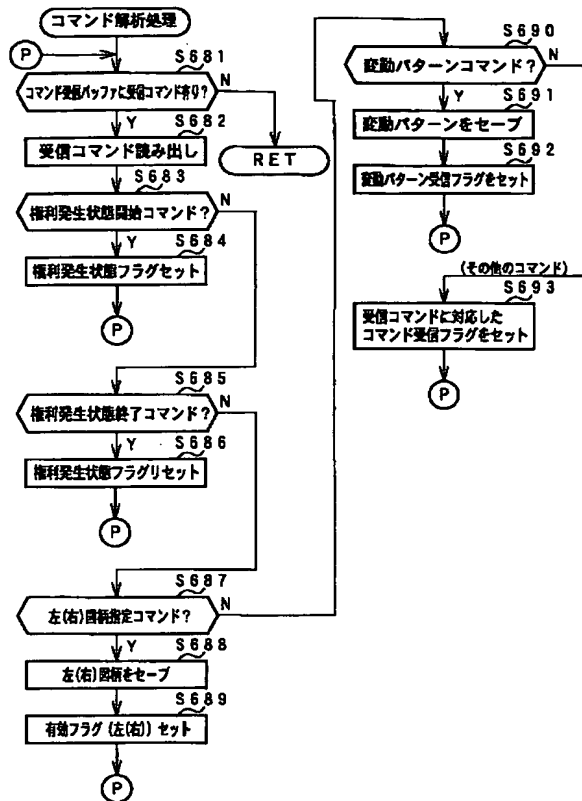 コマンド解析処理
P
S681
コマンド受信バッファに受信コマンド有り?
N
Y
S682
受信コマンド読み出し
RET
S683
権利発生状態開始コマンド?
N
Y
S684
権利発生状態フラグセット
P
S685
権利発生状態終了コマンド?
N
Y
S686
権利発生状態フラグリセット
P
S687
左(右)図柄指定コマンド?
N
Y
S688
左(右)図柄をセーブ
S689
有効フラグ(左(右))セット
P
S690
変動パターンコマンド?
N
Y
S691
変動パターンをセーブ
S692
変動パターン受信フラグをセット
P
(その他のコマンド)
S693
受信コマンドに対応した
コマンド受信フラグをセット
P